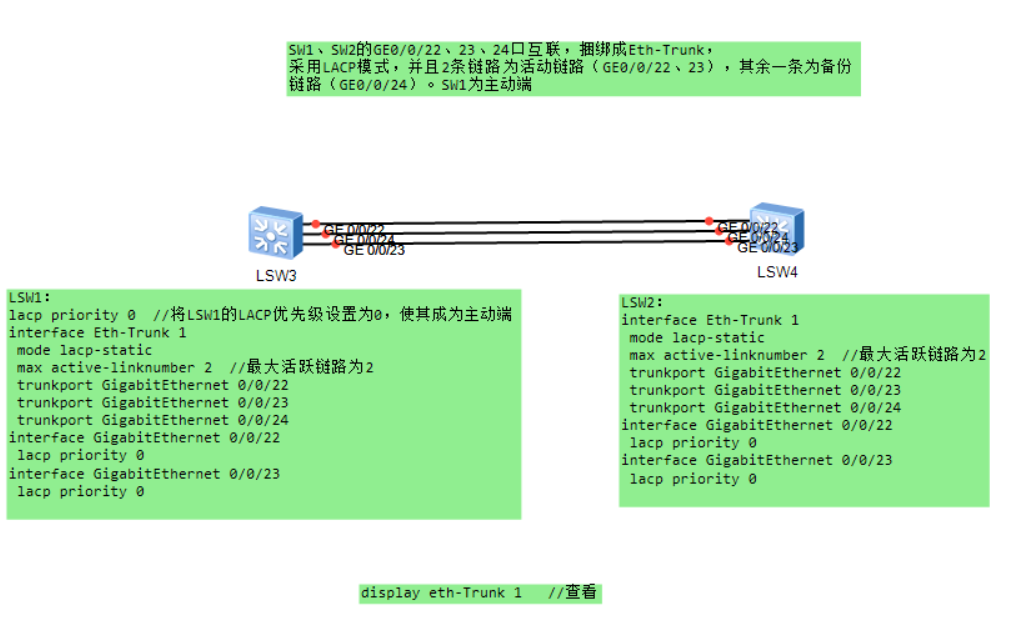 SW1、SW2的GE0/0/22、23、24口互联，捆绑成Eth-Trunk，
采用LACP模式，并且2条链路为活动链路（GE0/0/22、23），其余一条为备份
链路（GE0/0/24）。SW1为主动端
GE 0/0/22
GE 0/0/24
GE 0/0/23
GE 0/0/22
GE 0/0/24
GE 0/0/23
LSW3
LSW4
LSW1:
lacp priority 0  //将LSW1的LACP优先级设置为0，使其成为主动端
interface Eth-Trunk 1
 mode lacp-static
 max active-linknumber 2  //最大活跃链路为2
 trunkport GigabitEthernet 0/0/22
 trunkport GigabitEthernet 0/0/23
 trunkport GigabitEthernet 0/0/24
interface GigabitEthernet 0/0/22
 lacp priority 0
interface GigabitEthernet 0/0/23
 lacp priority 0
LSW2:
interface Eth-Trunk 1
 mode lacp-static
 max active-linknumber 2  //最大活跃链路为2
 trunkport GigabitEthernet 0/0/22
 trunkport GigabitEthernet 0/0/23
 trunkport GigabitEthernet 0/0/24
interface GigabitEthernet 0/0/22
 lacp priority 0
interface GigabitEthernet 0/0/23
 lacp priority 0
display eth-Trunk 1   //查看